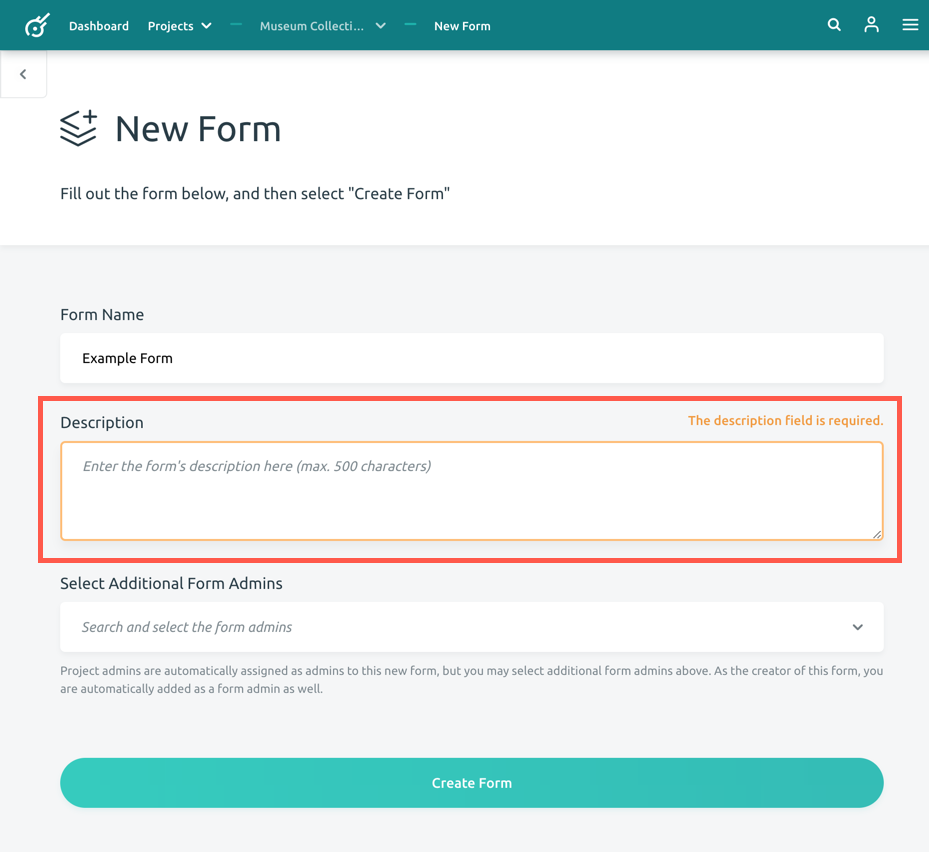 Dashboard Projects Museum Collecti... New Form
New Form
Fill out the form below, and then select "Create Form"
Form Name
Example Form
Description
The description field is required.
Enter the form's description here (max. 500 characters)
Select Additional Form Admins
Search and select the form admins
Project admins are automatically assigned as admins to this new form, but you may select additional form admins above. As the creator of this form, you
are automatically added as a form admin as well.
Create Form